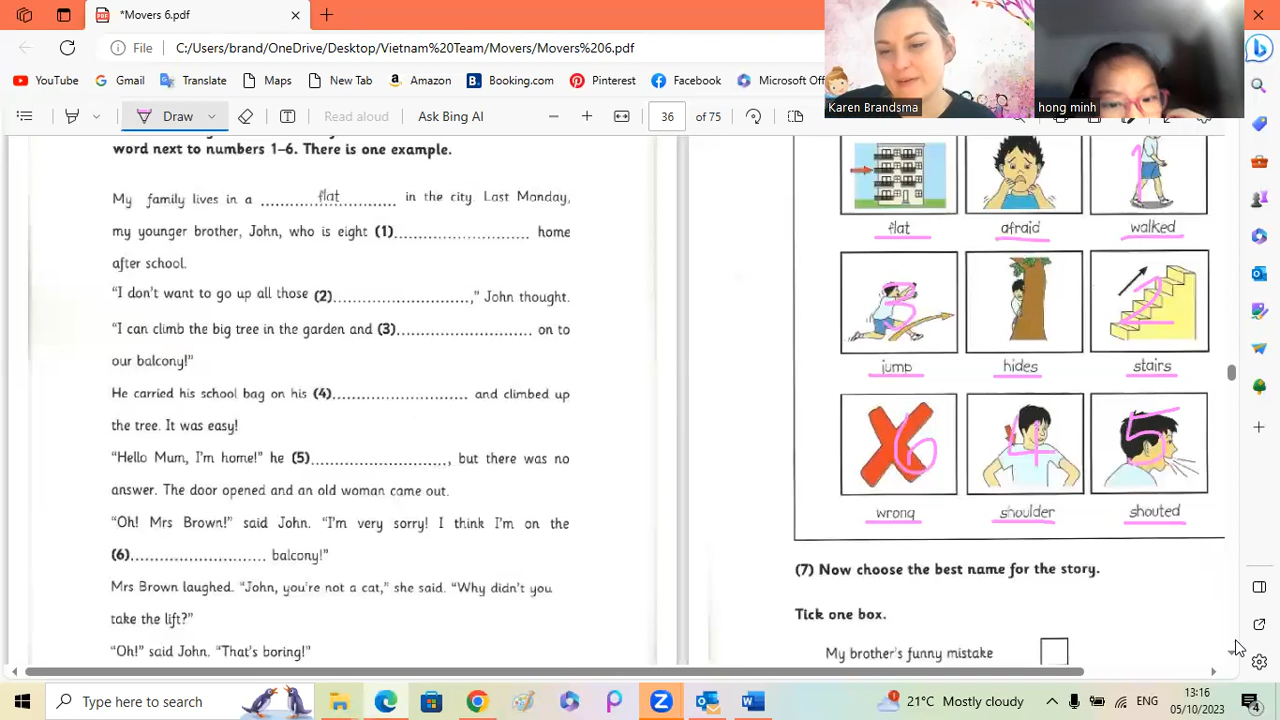 *Movers 6.pdf
File
C:/Users/brand/OneDrive/Desktop/Vietnam%20Team/Movers/Movers%206.pdf
YouTube
Gmail
Translate
Maps
New Tab
Amazon
Booking.com
Pinterest
Facebook
Microsoft Offi
Draw
Read aloud
Ask Bing AI
36
of 75
Karen Brandsma
hong minh
word next to numbers 1–6. There is one example.
My family lives in a flat in the city. Last Monday,
my younger brother, John, who is eight (1)............................ home
after school.
"I don't want to go up all those (2)............................," John thought.
"I can climb the big tree in the garden and (3)............................ on to
our balcony!"
He carried his school bag on his (4)............................ and climbed up
the tree. It was easy!
"Hello Mum, I'm home!" he (5)............................, but there was no
answer. The door opened and an old woman came out.
"Oh! Mrs Brown!" said John. "I'm very sorry! I think I'm on the
(6)............................ balcony!"
Mrs Brown laughed. "John, you're not a cat," she said. "Why didn't you
take the lift?"
"Oh!" said John. "That's boring!"
1
flat
afraid
walked
3
2
jump
hides
stairs
6
4
5
wrong
shoulder
shouted
(7) Now choose the best name for the story.
Tick one box.
My brother's funny mistake
Type here to search
21°C Mostly cloudy
ENG
13:16
05/10/2023
4